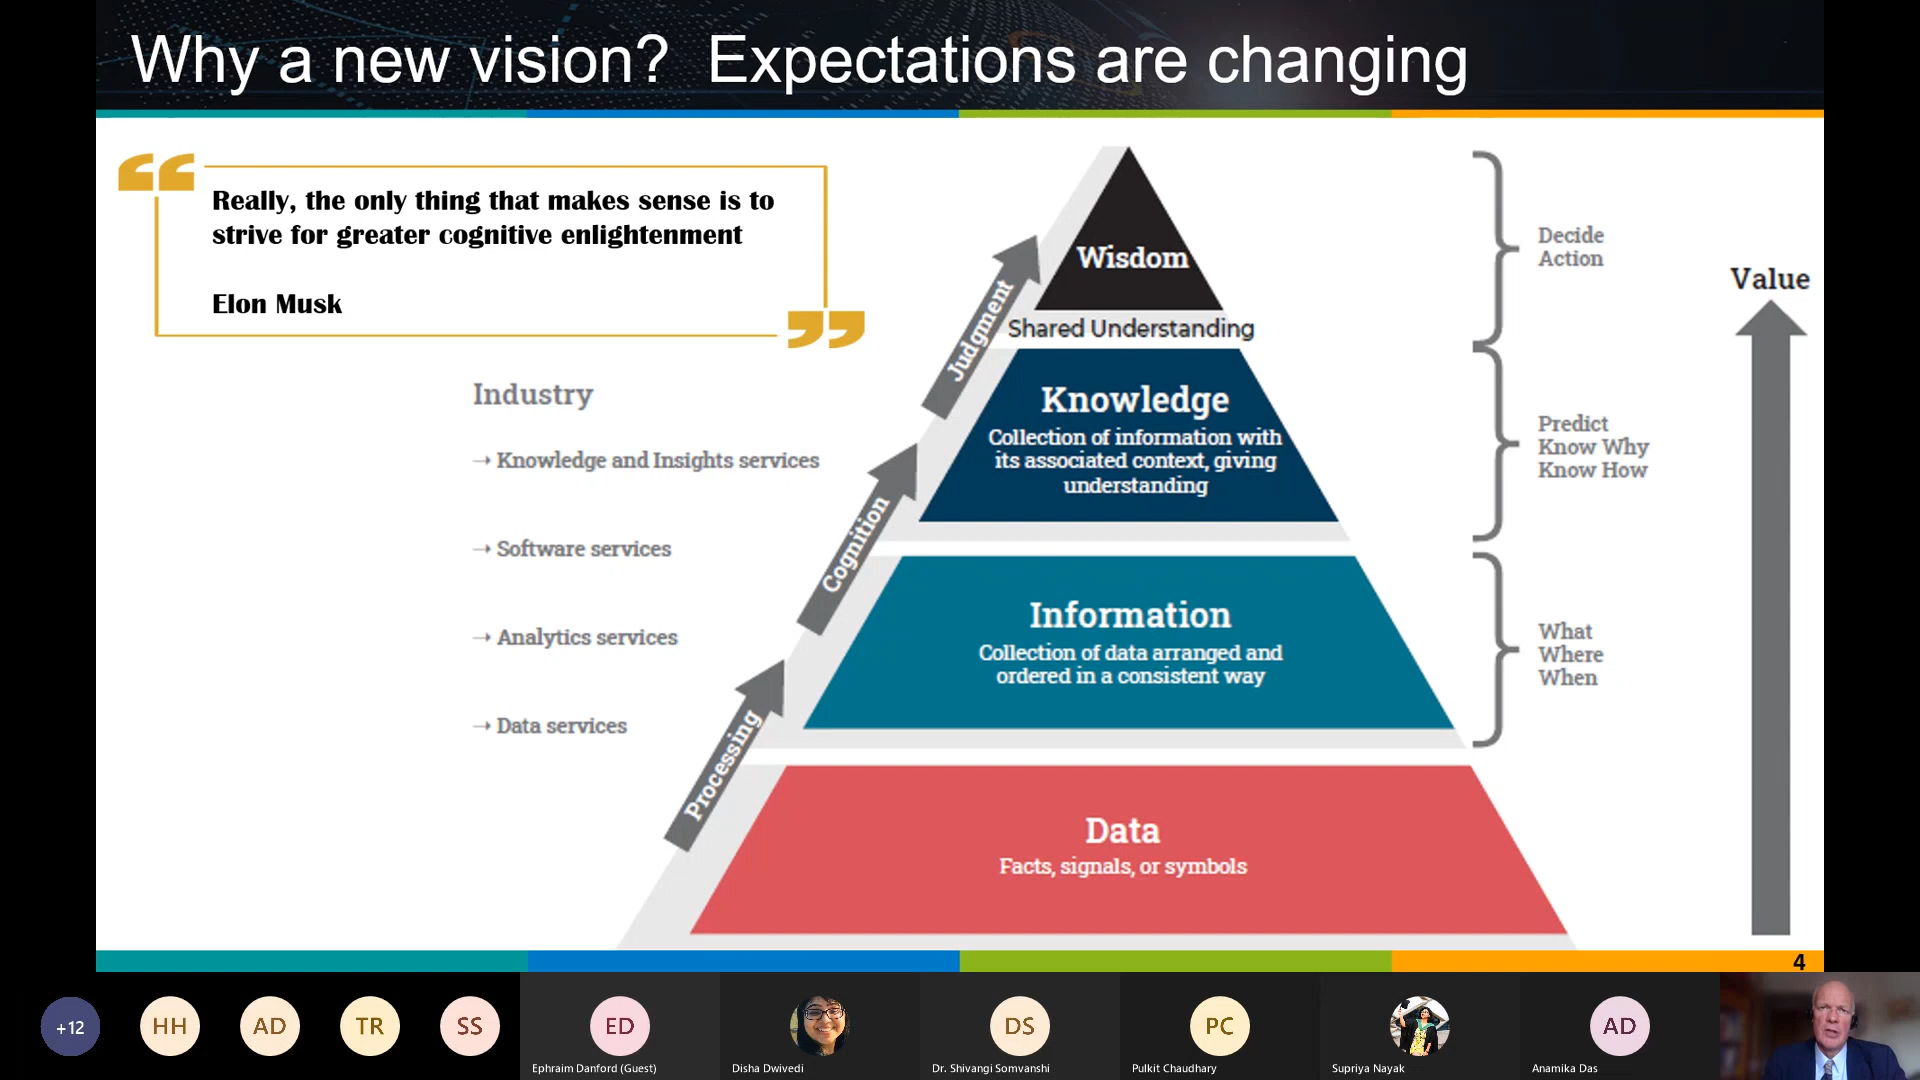 Why a new vision?  Expectations are changing
Really, the only thing that makes sense is to
strive for greater cognitive enlightenment
Elon Musk
Industry
→ Knowledge and Insights services
→ Software services
→ Analytics services
→ Data services
Judgment
Cognition
Processing
Wisdom
Shared Understanding
Knowledge
Collection of information with
its associated context, giving
understanding
Information
Collection of data arranged and
ordered in a consistent way
Data
Facts, signals, or symbols
Decide
Action
Predict
Know Why
Know How
What
Where
When
Value
4
+12
HH
AD
TR
SS
ED
Ephraim Danford (Guest)
Disha Dwivedi
DS
Dr. Shivangi Somvanshi
PC
Pulkit Chaudhary
Supriya Nayak
AD
Anamika Das